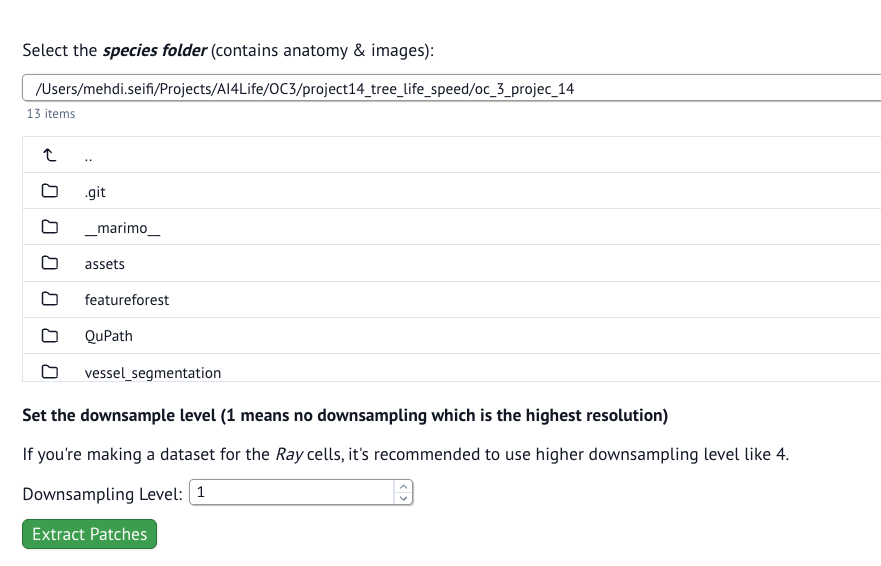 Select the species folder (contains anatomy & images):
/Users/mehdi.seifi/Projects/AI4Life/OC3/project14_tree_life_speed/oc_3_projec_14
13 items
..
.git
__marimo__
assets
featureforest
QuPath
vessel_segmentation
Set the downsample level (1 means no downsampling which is the highest resolution)
If you're making a dataset for the Ray cells, it's recommended to use higher downsampling level like 4.
Downsampling Level: 1
Extract Patches